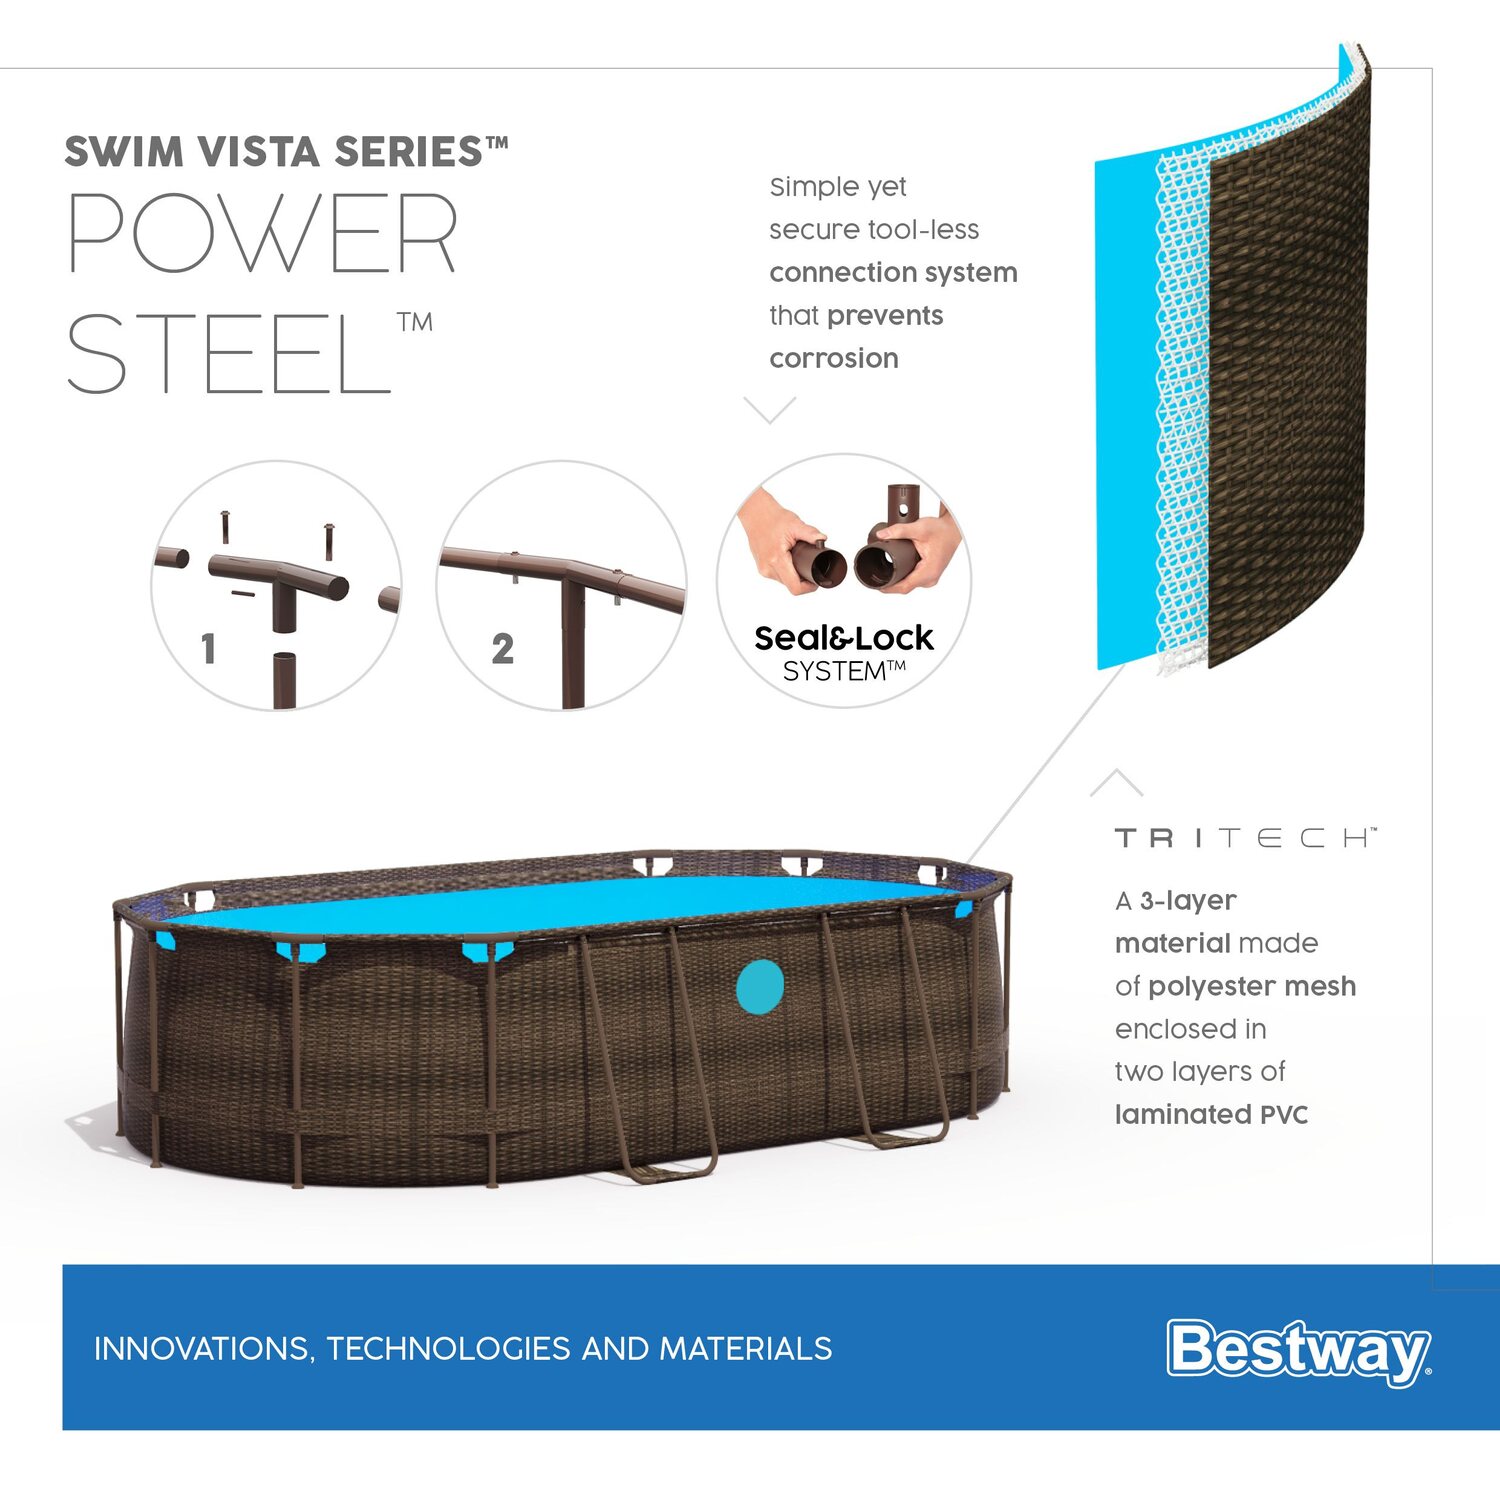 SWIM VISTA SERIES™
POWER
STEEL™
Simple yet
secure tool-less
connection system
that prevents
corrosion
1
2
Seal&Lock
SYSTEM™
TRITECH™
A 3-layer
material made
of polyester mesh
enclosed in
two layers of
laminated PVC
INNOVATIONS, TECHNOLOGIES AND MATERIALS
Bestway®